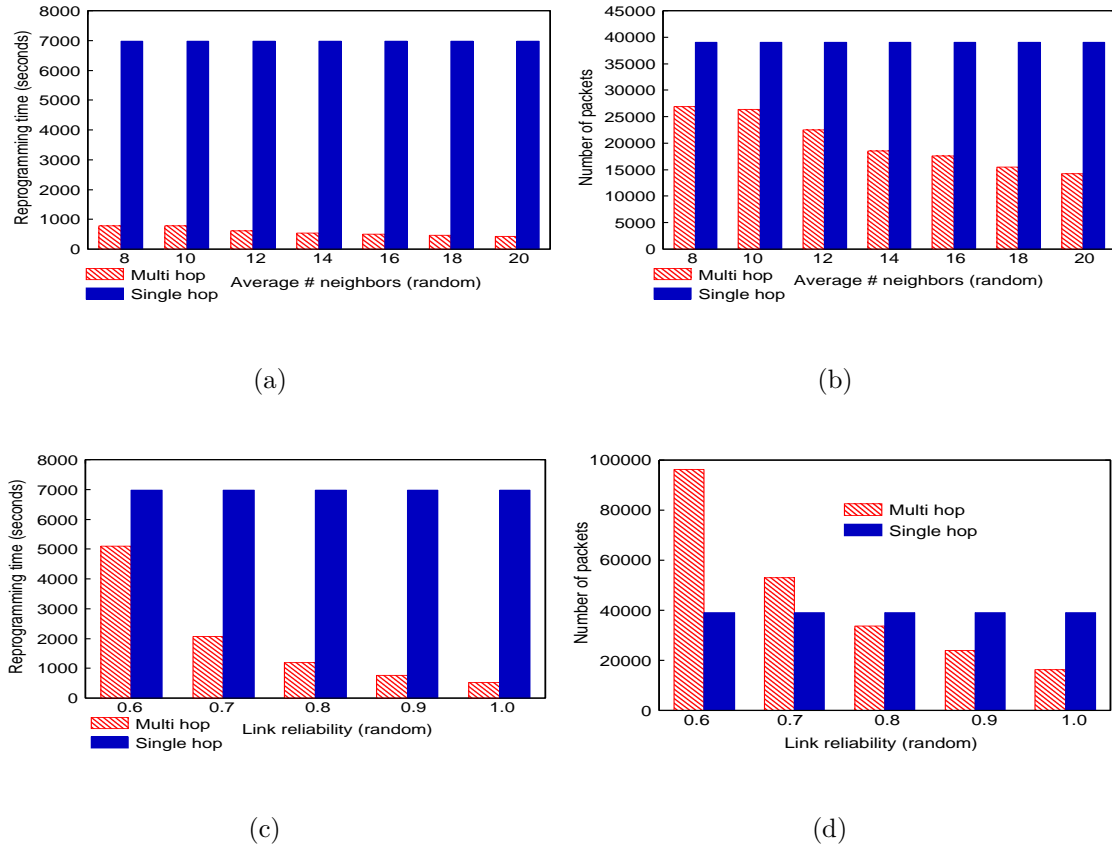 8000
7000
6000
5000
4000
3000
2000
1000
0
Reprogramming time (seconds)
8 10 12 14 16 18 20
Average # neighbors (random)
Multi hop
Single hop
(a)
45000
40000
35000
30000
25000
20000
15000
10000
5000
0
Number of packets
8 10 12 14 16 18 20
Average # neighbors (random)
Multi hop
Single hop
(b)
8000
7000
6000
5000
4000
3000
2000
1000
0
Reprogramming time (seconds)
0.6 0.7 0.8 0.9 1.0
Link reliability (random)
Multi hop
Single hop
(c)
100000
80000
60000
40000
20000
0
Number of packets
Multi hop
Single hop
0.6 0.7 0.8 0.9 1.0
Link reliability (random)
(d)